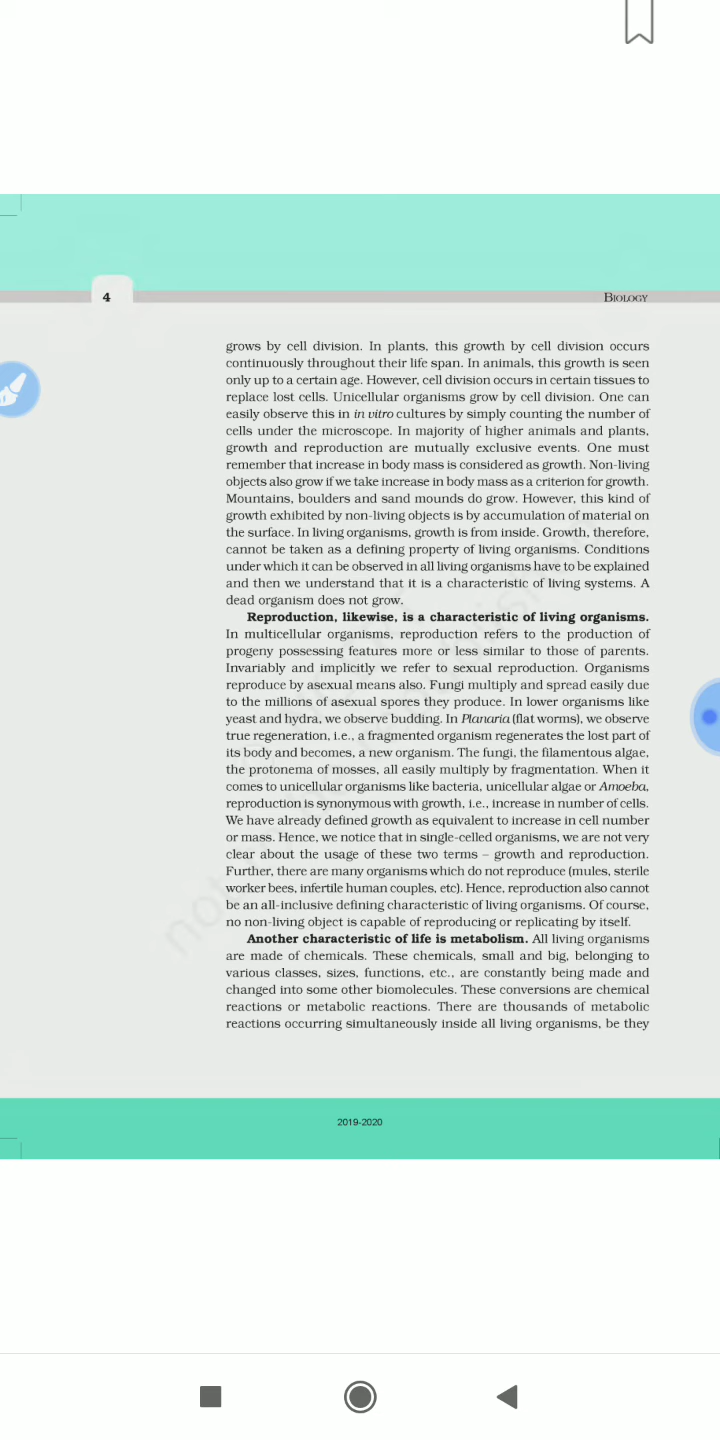 4
BIOLOGY
grows by cell division. In plants, this growth by cell division occurs
continuously throughout their life span. In animals, this growth is seen
only up to a certain age. However, cell division occurs in certain tissues to
replace lost cells. Unicellular organisms grow by cell division. One can
easily observe this in in vitro cultures by simply counting the number of
cells under the microscope. In majority of higher animals and plants,
growth and reproduction are mutually exclusive events. One must
remember that increase in body mass is considered as growth. Non-living
objects also grow if we take increase in body mass as a criterion for growth.
Mountains, boulders and sand mounds do grow. However, this kind of
growth exhibited by non-living objects is by accumulation of material on
the surface. In living organisms, growth is from inside. Growth, therefore,
cannot be taken as a defining property of living organisms. Conditions
under which it can be observed in all living organisms have to be explained
and then we understand that it is a characteristic of living systems. A
dead organism does not grow.
Reproduction, likewise, is a characteristic of living organisms.
In multicellular organisms, reproduction refers to the production of
progeny possessing features more or less similar to those of parents.
Invariably and implicitly we refer to sexual reproduction. Organisms
reproduce by asexual means also. Fungi multiply and spread easily due
to the millions of asexual spores they produce. In lower organisms like
yeast and hydra, we observe budding. In Planaria (flat worms), we observe
true regeneration, i.e., a fragmented organism regenerates the lost part of
its body and becomes, a new organism. The fungi, the filamentous algae,
the protonema of mosses, all easily multiply by fragmentation. When it
comes to unicellular organisms like bacteria, unicellular algae or Amoeba,
reproduction is synonymous with growth, i.e., increase in number of cells.
We have already defined growth as equivalent to increase in cell number
or mass. Hence, we notice that in single-celled organisms, we are not very
clear about the usage of these two terms – growth and reproduction.
Further, there are many organisms which do not reproduce (mules, sterile
worker bees, infertile human couples, etc). Hence, reproduction also cannot
be an all-inclusive defining characteristic of living organisms. Of course,
no non-living object is capable of reproducing or replicating by itself.
Another characteristic of life is metabolism. All living organisms
are made of chemicals. These chemicals, small and big, belonging to
various classes, sizes, functions, etc., are constantly being made and
changed into some other biomolecules. These conversions are chemical
reactions or metabolic reactions. There are thousands of metabolic
reactions occurring simultaneously inside all living organisms, be they
2019-2020